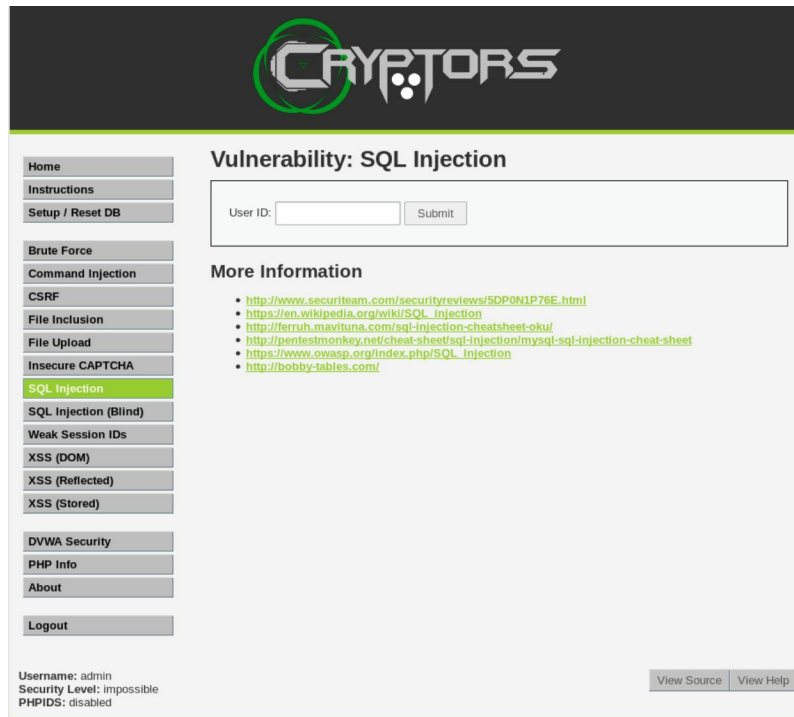 CRYPTORS
Home
Instructions
Setup / Reset DB
Brute Force
Command Injection
CSRF
File Inclusion
File Upload
Insecure CAPTCHA
SQL Injection
SQL Injection (Blind)
Weak Session IDs
XSS (DOM)
XSS (Reflected)
XSS (Stored)
DVWA Security
PHP Info
About
Logout
Vulnerability: SQL Injection
User ID:
Submit
More Information
http://www.securiteam.com/securityreviews/5DP0N1P76E.html
https://en.wikipedia.org/wiki/SQL_injection
http://ferruh.mavituna.com/sql-injection-cheatsheet-oku/
http://pentestmonkey.net/cheat-sheet/sql-injection/mysql-sql-injection-cheat-sheet
https://www.owasp.org/index.php/SQL_Injection
http://bobby-tables.com/
Username: admin
Security Level: impossible
PHPIDS: disabled
View Source
View Help